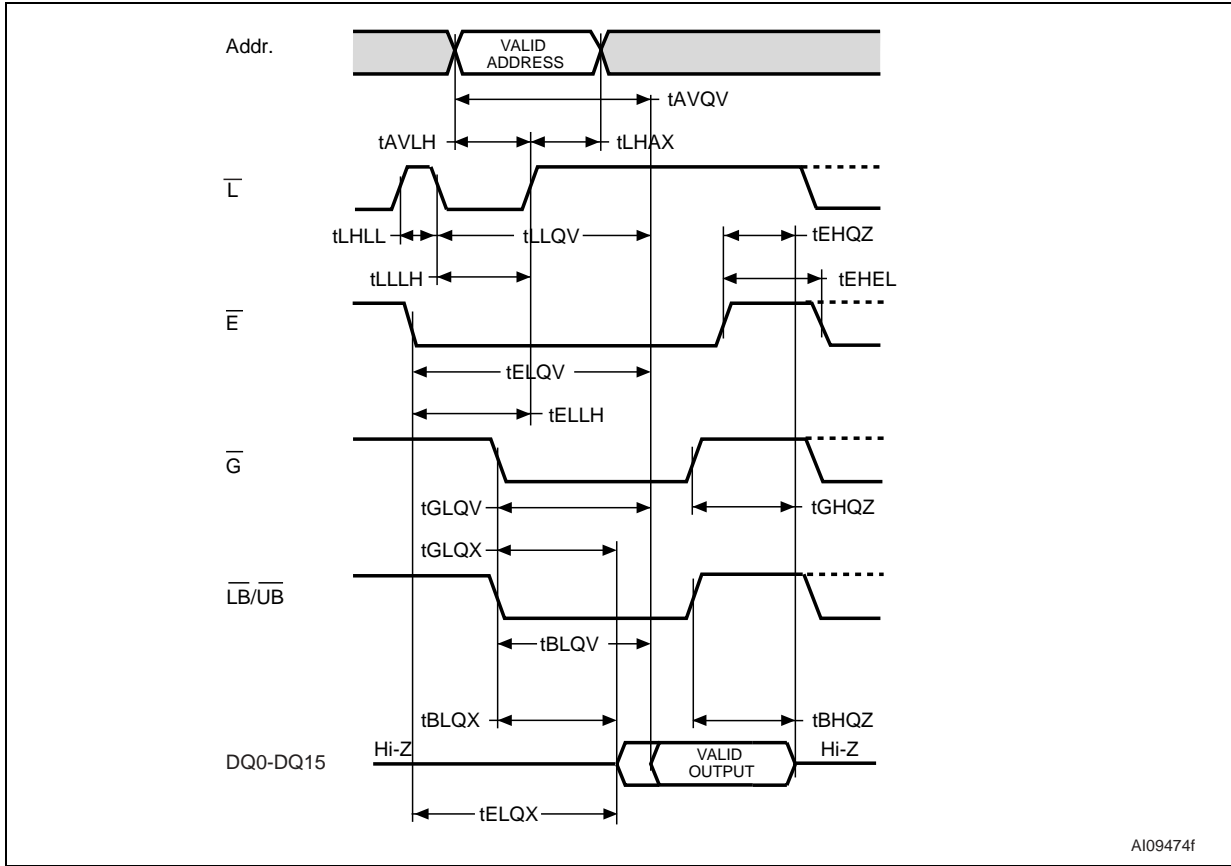 Addr.
VALID
ADDRESS
tAVQV
tAVLH
tLHAX
L
tLHLL
tLLQV
tEHQZ
tLLLH
tEHEL
E
tELQV
tELLH
G
tGLQV
tGHQZ
tGLQX
LB/UB
tBLQV
tBLQX
tBHQZ
DQ0-DQ15
Hi-Z
VALID
OUTPUT
Hi-Z
tELQX
AI09474f